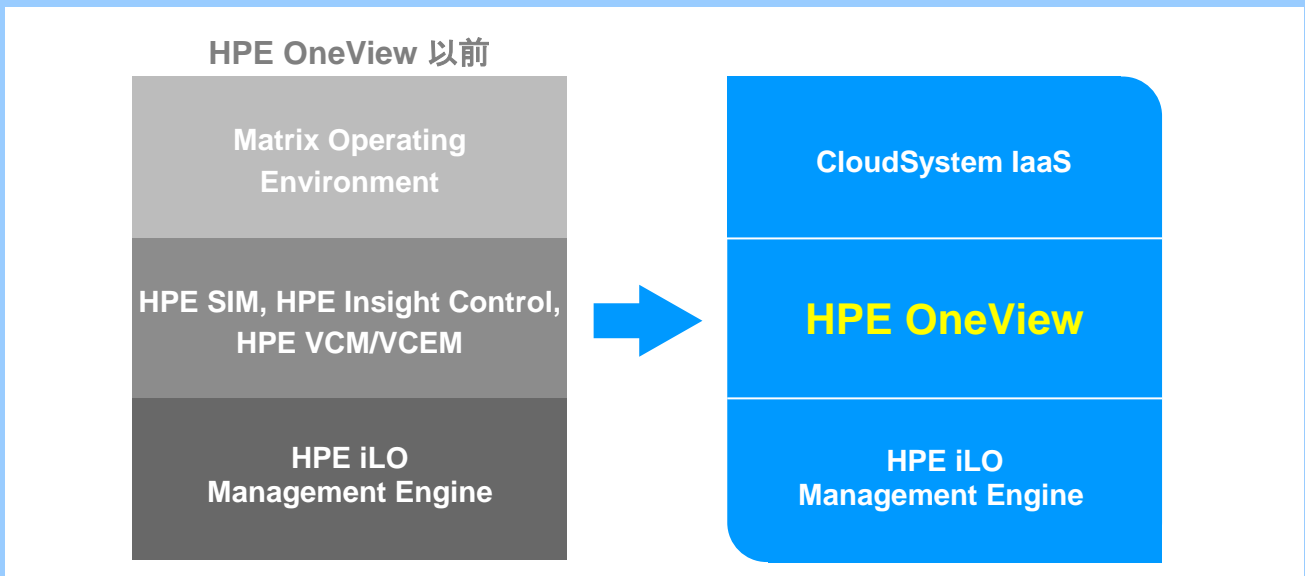 HPE OneView 以前
Matrix Operating
Environment
HPE SIM, HPE Insight Control,
HPE VCM/VCEM
HPE iLO
Management Engine
CloudSystem IaaS
HPE OneView
HPE iLO
Management Engine